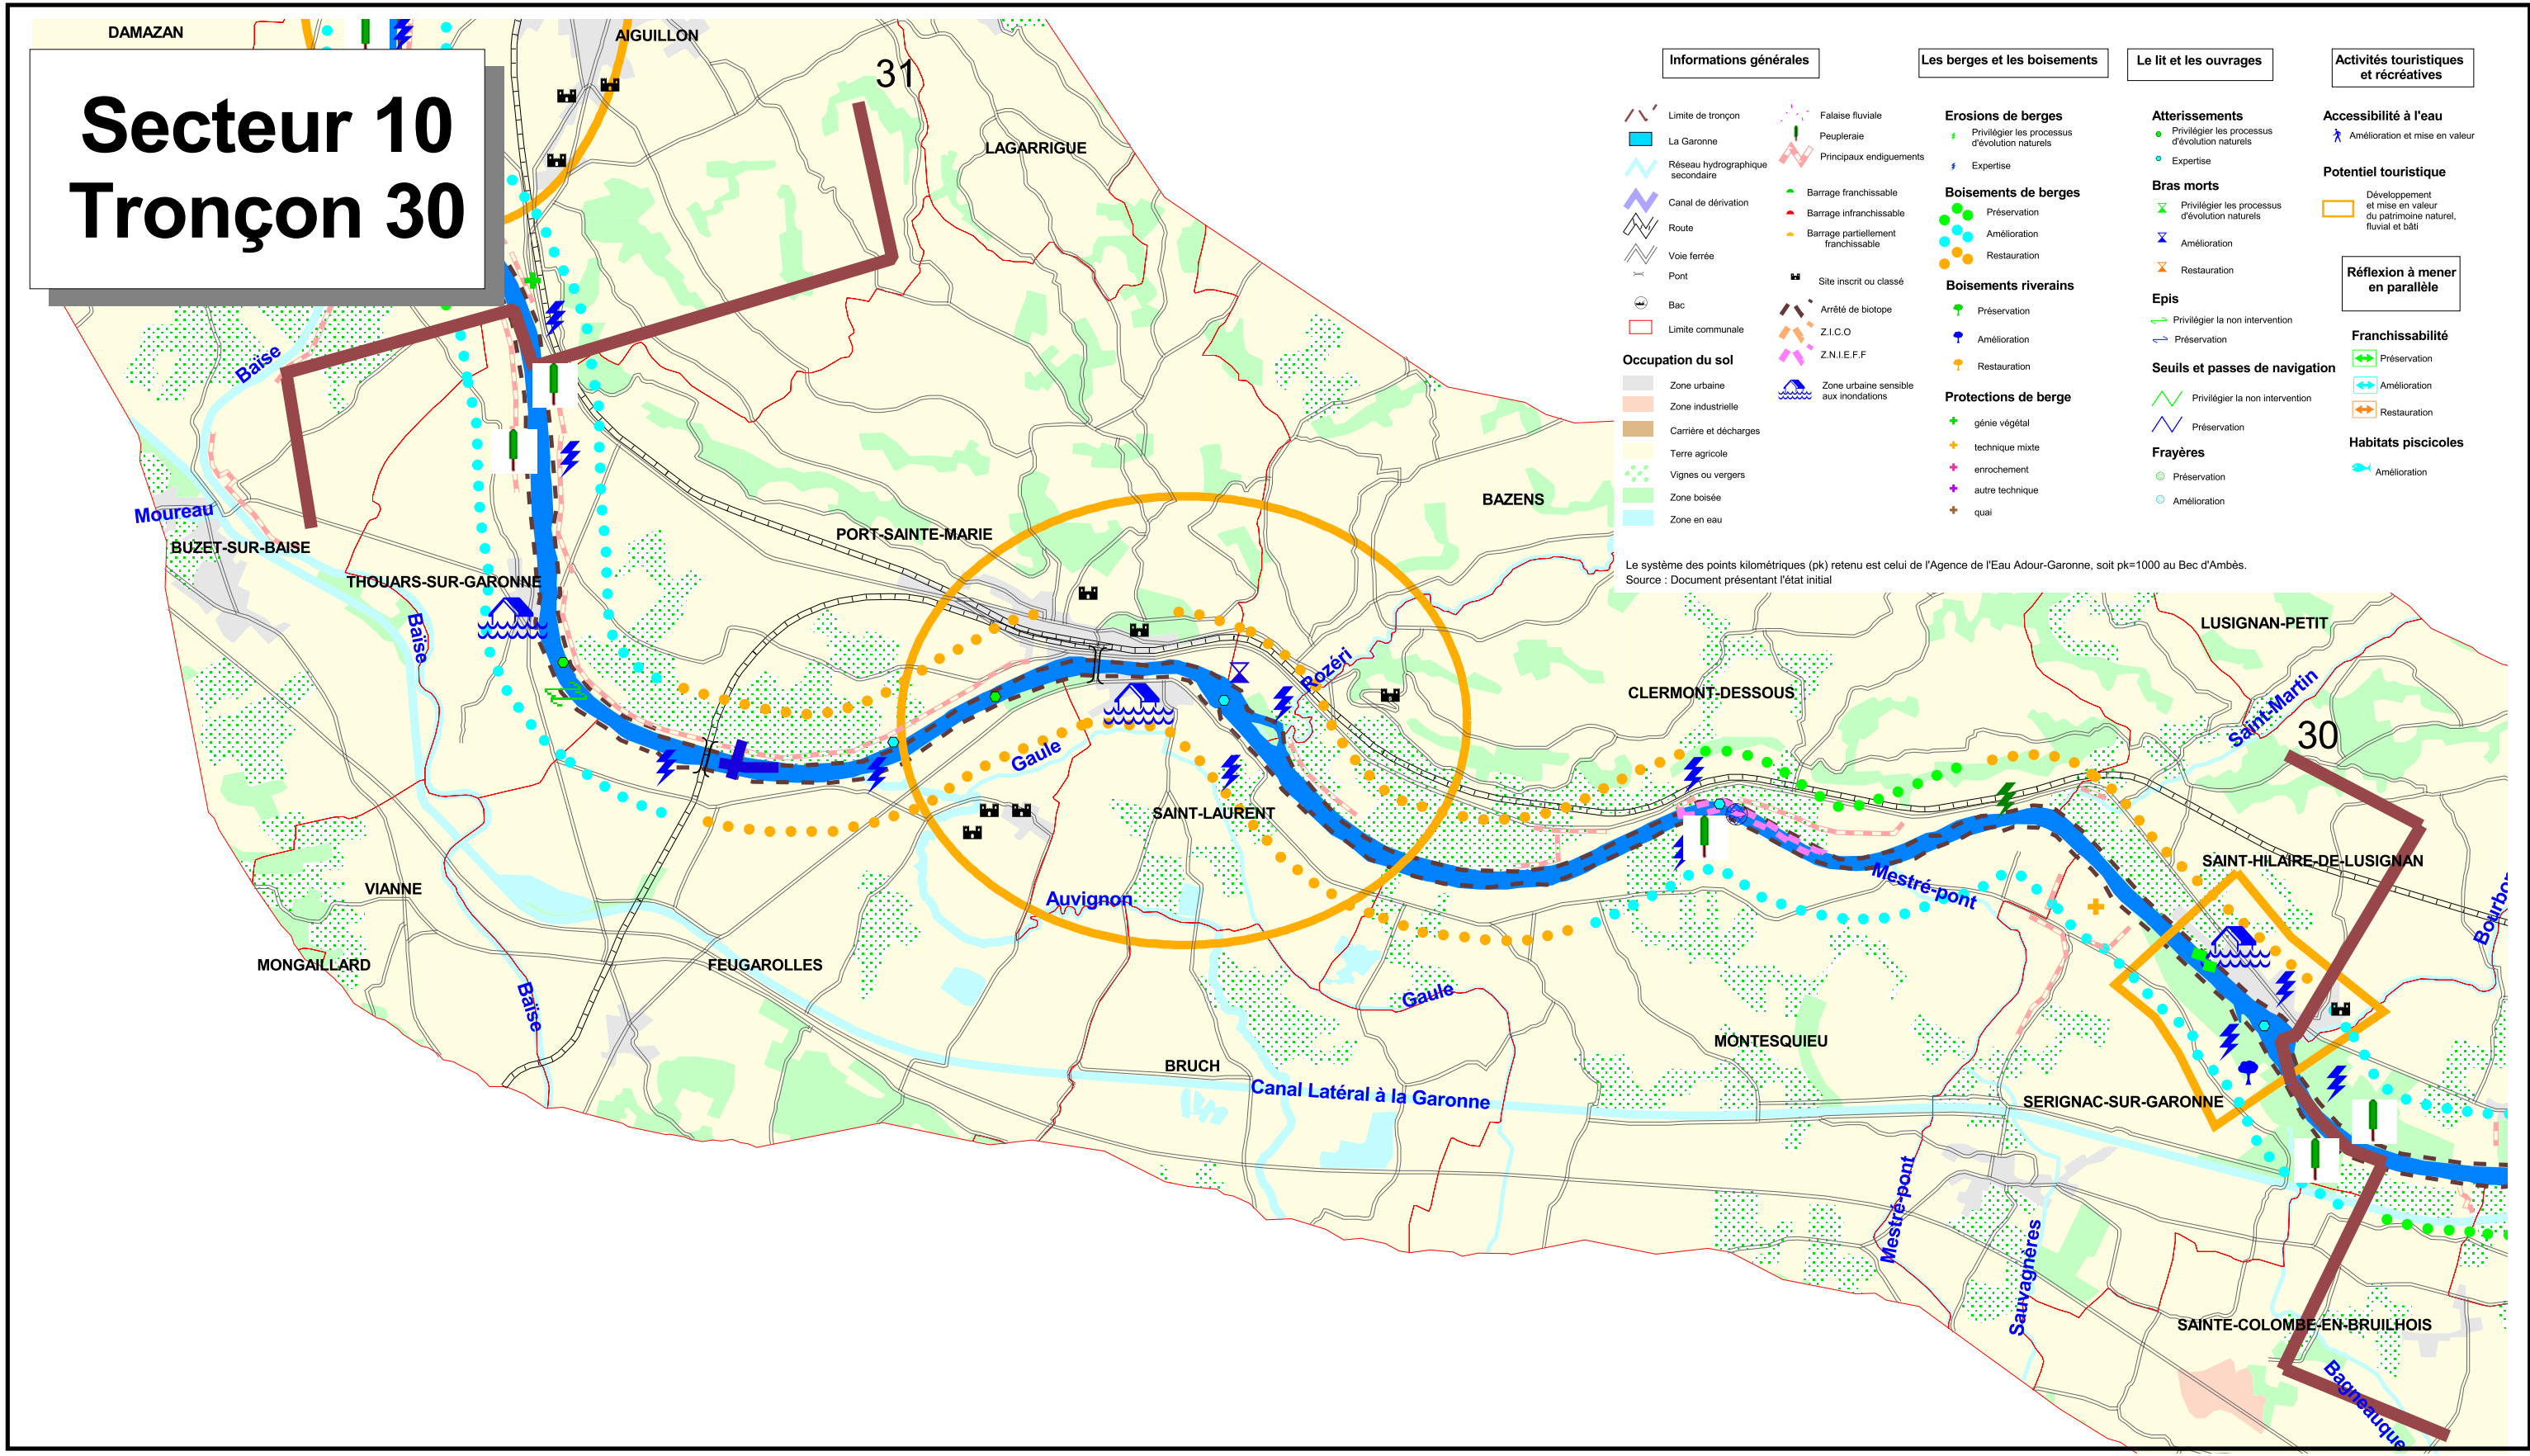 DAMAZAN
AIGUILLON
Secteur 10
Tronçon 30
31
LAGARRIGUE
Baïse
Moureau
BUZET-SUR-BAISE
THOUARS-SUR-GARONNE
Baïse
PORT-SAINTE-MARIE
BAZENS
Rozéri
CLERMONT-DESSOUS
LUSIGNAN-PETIT
Saint-Martin
30
Gaule
SAINT-LAURENT
SAINT-HILAIRE-DE-LUSIGNAN
Mestré-pont
VIANNE
Auvignon
MONGAILLARD
FEUGAROLLES
Baïse
Gaule
BRUCH
Canal Latéral à la Garonne
MONTESQUIEU
SERIGNAC-SUR-GARONNE
Mestré-pont
Sauvagnères
SAINTE-COLOMBE-EN-BRUILHOIS
Informations générales
Limite de tronçon
La Garonne
Réseau hydrographique
secondaire
Canal de dérivation
Route
Voie ferrée
Pont
Bac
Limite communale
Occupation du sol
Zone urbaine
Zone industrielle
Carrière et décharges
Terre agricole
Vignes ou vergers
Zone boisée
Zone en eau
Falaise fluviale
Peupleraie
Principaux endiguements
Barrage franchissable
Barrage infranchissable
Barrage partiellement
franchissable
Site inscrit ou classé
Arrêté de biotope
Z.I.C.O
Z.N.I.E.F.F
Zone urbaine sensible
aux inondations
Les berges et les boisements
Erosions de berges
Privilégier les processus
d'évolution naturels
Expertise
Boisements de berges
Préservation
Amélioration
Restauration
Boisements riverains
Préservation
Amélioration
Restauration
Protections de berge
génie végétal
technique mixte
enrochement
autre technique
quai
Le lit et les ouvrages
Atterissements
Privilégier les processus
d'évolution naturels
Expertise
Bras morts
Privilégier les processus
d'évolution naturels
Amélioration
Restauration
Epis
Privilégier la non intervention
Préservation
Seuils et passes de navigation
Privilégier la non intervention
Préservation
Frayères
Préservation
Amélioration
Activités touristiques
et récréatives
Accessibilité à l'eau
Amélioration et mise en valeur
Potentiel touristique
Développement
et mise en valeur
du patrimoine naturel,
fluvial et bâti
Réflexion à mener
en parallèle
Franchissabilité
Préservation
Amélioration
Restauration
Habitats piscicoles
Amélioration
Le système des points kilométriques (pk) retenu est celui de l'Agence de l'Eau Adour-Garonne, soit pk=1000 au Bec d'Ambès.
Source : Document présentant l'état initial